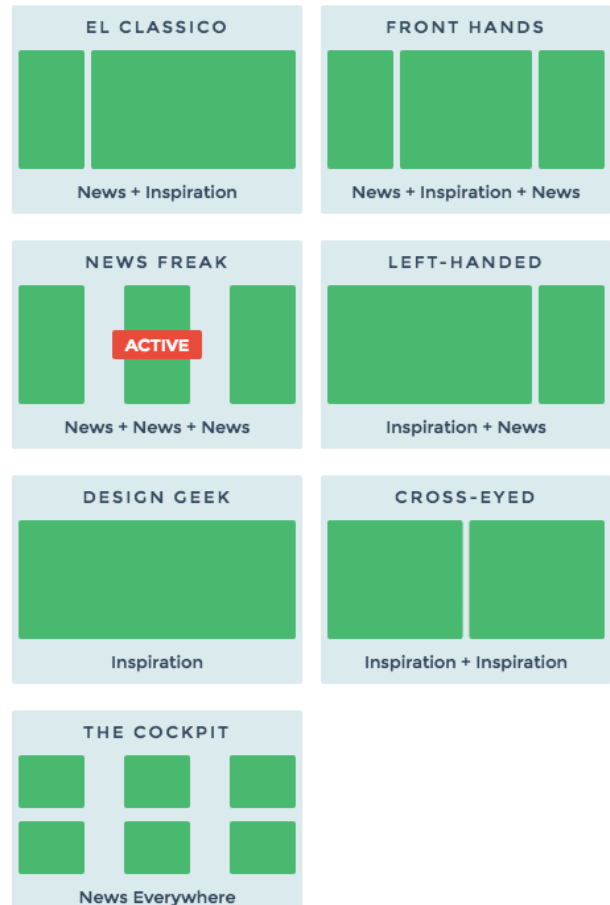 EL CLASSICO
News + Inspiration
FRONT HANDS
News + Inspiration + News
NEWS FREAK
ACTIVE
News + News + News
LEFT-HANDED
Inspiration + News
DESIGN GEEK
Inspiration
CROSS-EYED
Inspiration + Inspiration
THE COCKPIT
News Everywhere